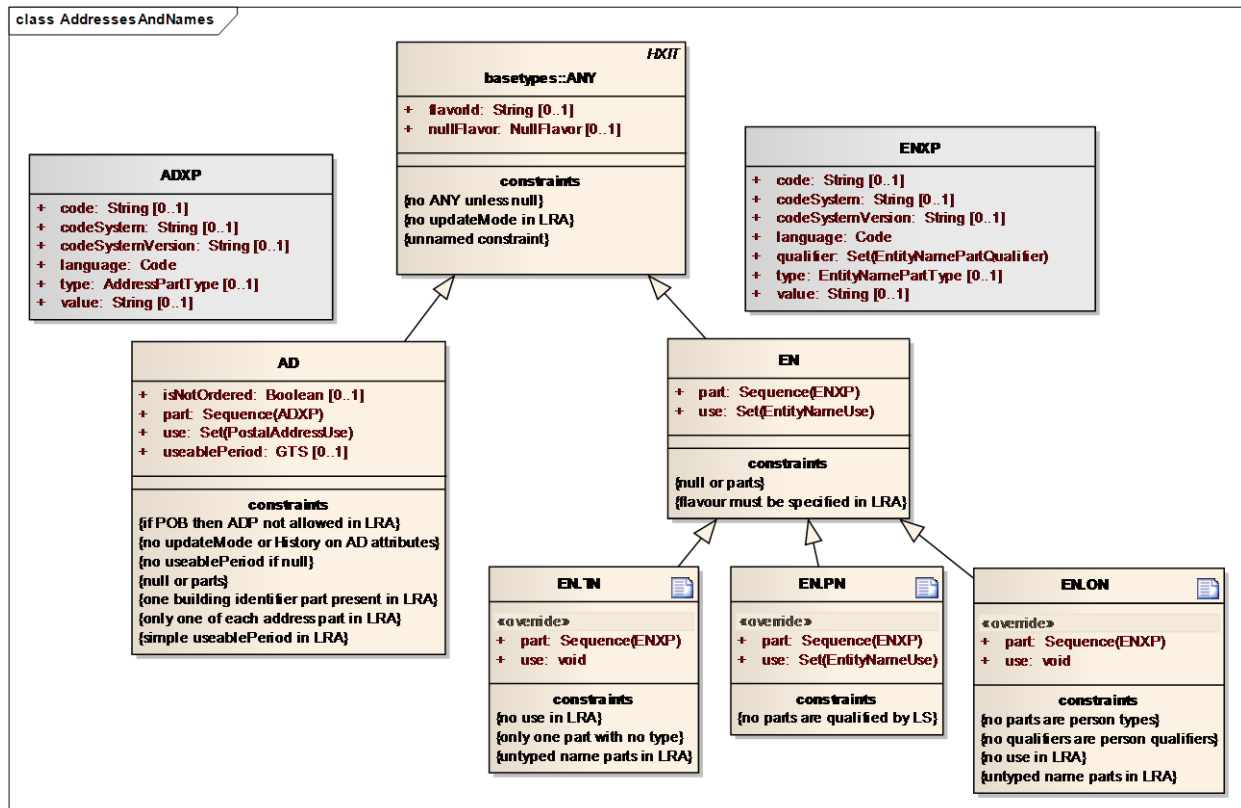 class AddressesAndNames
HXIT
basetypes::ANY
+ flavorId: String [0..1]
+ nullFlavor: NullFlavor [0..1]
constraints
{no ANY unless null}
{no updateMode in LRA}
{unnamed constraint}
ADXP
+ code: String [0..1]
+ codeSystem: String [0..1]
+ codeSystemVersion: String [0..1]
+ language: Code
+ type: AddressPartType [0..1]
+ value: String [0..1]
ENXP
+ code: String [0..1]
+ codeSystem: String [0..1]
+ codeSystemVersion: String [0..1]
+ language: Code
+ qualifier: Set(EntityNamePartQualifier)
+ type: EntityNamePartType [0..1]
+ value: String [0..1]
AD
+ isNotOrdered: Boolean [0..1]
+ part: Sequence(ADXP)
+ use: Set(PostalAddressUse)
+ useablePeriod: GTS [0..1]
constraints
{if POB then ADP not allowed in LRA}
{no updateMode or History on AD attributes}
{no useablePeriod if null}
{null or parts}
{one building identifier part present in LRA}
{only one of each address part in LRA}
{simple useablePeriod in LRA}
EN
+ part: Sequence(ENXP)
+ use: Set(EntityNameUse)
constraints
{null or parts}
{flavour must be specified in LRA}
EN.TN
«override»
+ part: Sequence(ENXP)
+ use: void
constraints
{no use in LRA}
{only one part with no type}
{untyped name parts in LRA}
EN.PN
«override»
+ part: Sequence(ENXP)
+ use: Set(EntityNameUse)
constraints
{no parts are qualified by LS}
EN.ON
«override»
+ part: Sequence(ENXP)
+ use: void
constraints
{no parts are person types}
{no qualifiers are person qualifiers}
{no use in LRA}
{untyped name parts in LRA}